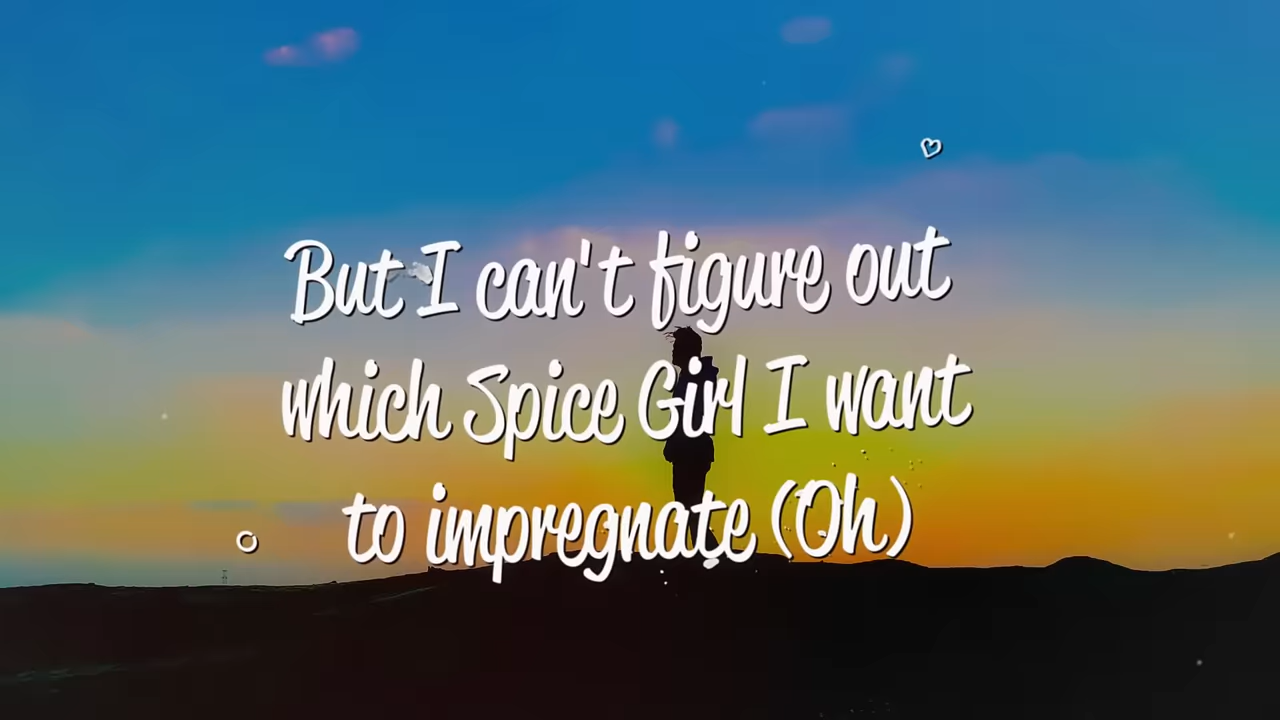 But I can't figure out
which Spice Girl I want
to impregnate (Oh)